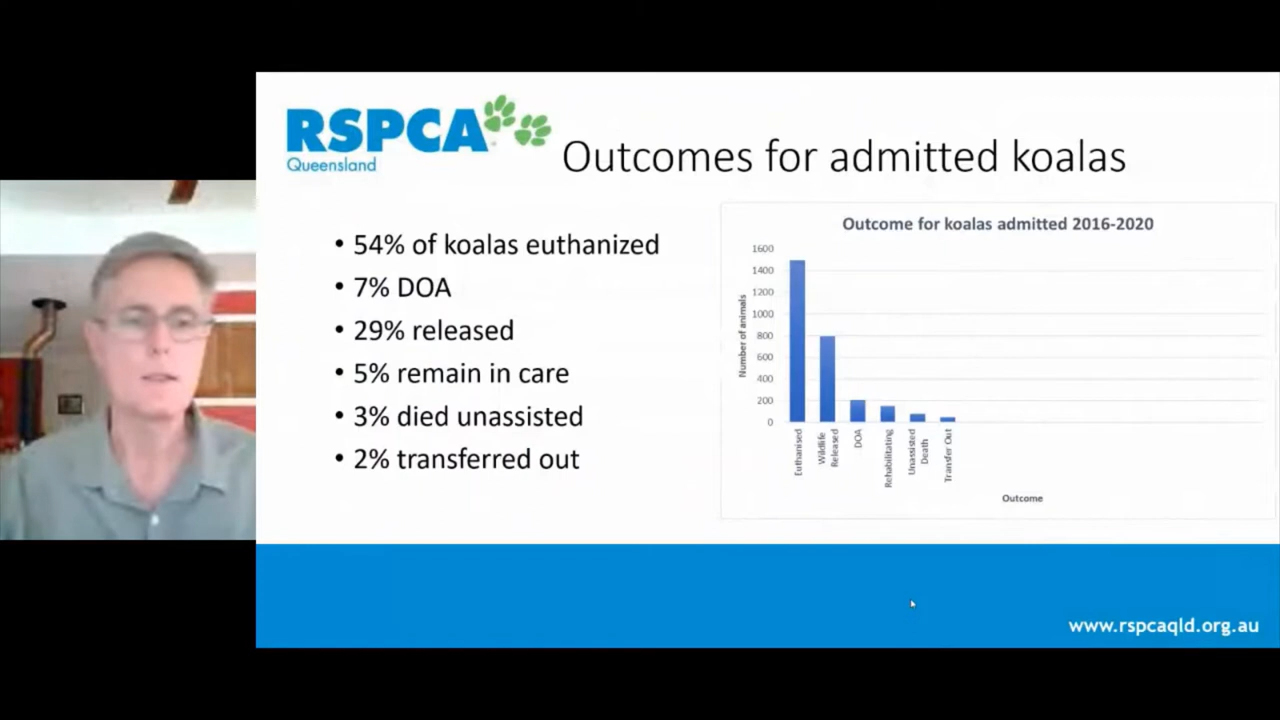 RSPCA
Queensland
Outcomes for admitted koalas
• 54% of koalas euthanized
• 7% DOA
• 29% released
• 5% remain in care
• 3% died unassisted
• 2% transferred out
Outcome for koalas admitted 2016-2020
Number of animals
1600
1400
1200
1000
800
600
400
200
0
Euthanised
Wildlife
Released
DOA
Rehabilitating
Unassisted
Death
Transfer Out
Outcome
www.rspcaqld.org.au